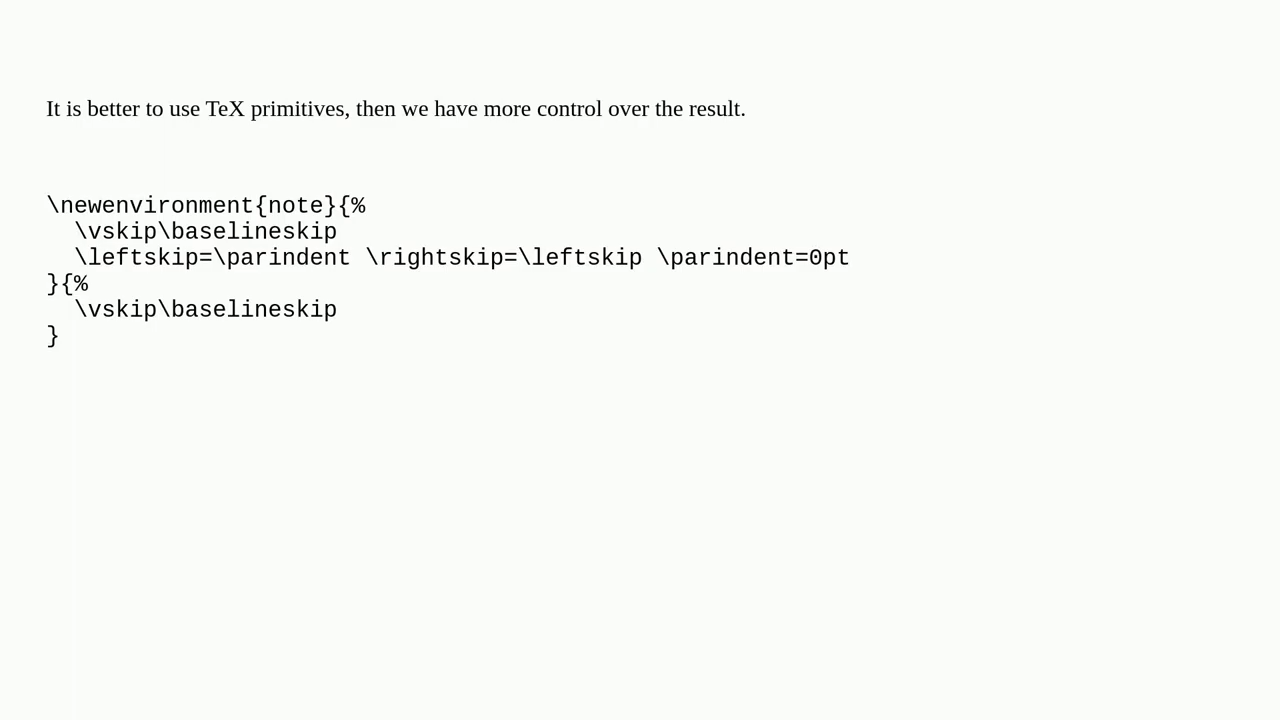 It is better to use TeX primitives, then we have more control over the result.
\newenvironment{note}{%
  \vskip\baselineskip
  \leftskip=\parindent \rightskip=\leftskip \parindent=0pt
}{%
  \vskip\baselineskip
}